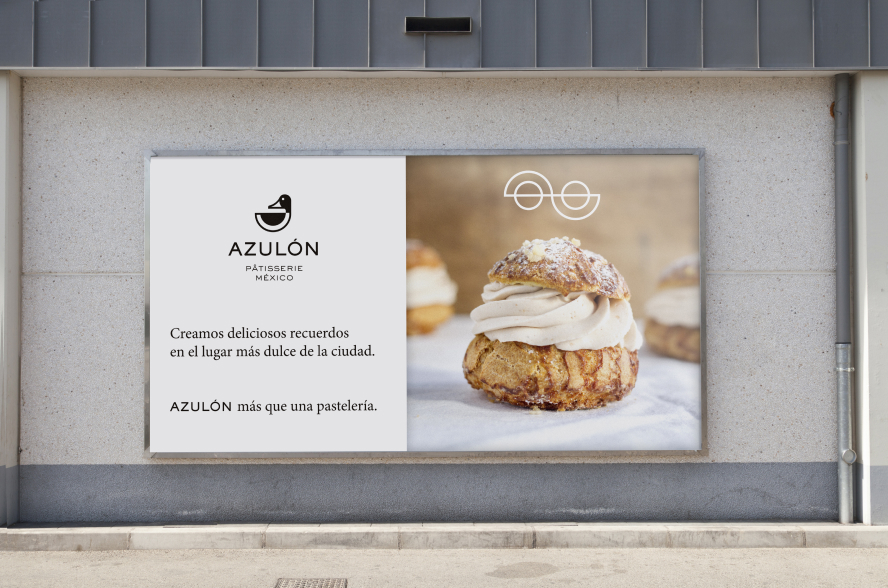 AZULÓN
PÂTISSERIE
MÉXICO
Creamos deliciosos recuerdos
en el lugar más dulce de la ciudad.
AZULÓN más que una pastelería.